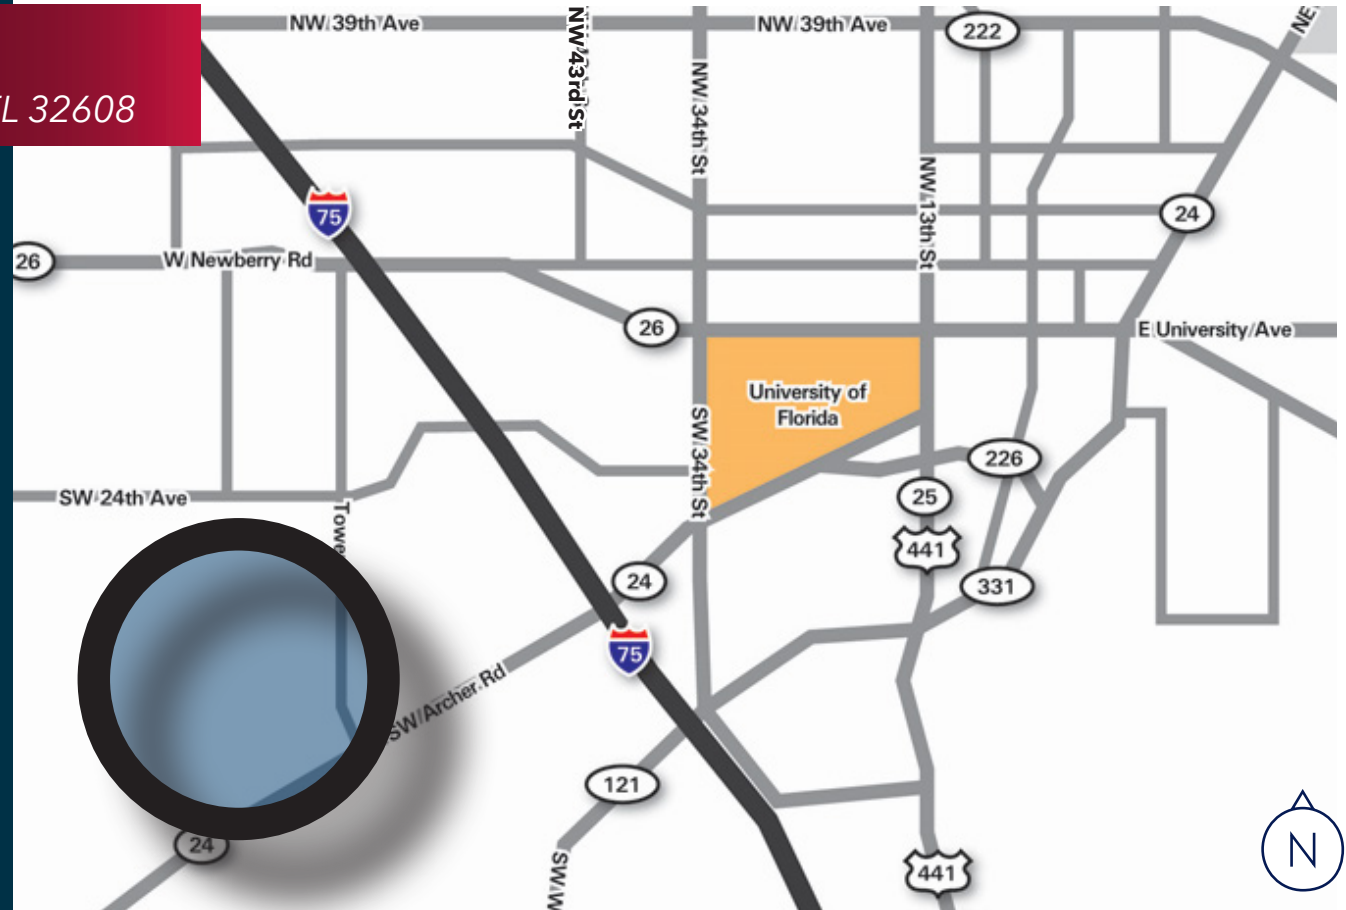 FL 32608
NW 39th Ave
NW 43rd St
NW 39th Ave
222
NW 34th St
NW 13th St
75
24
26
W Newberry Rd
26
E University Ave
University of
Florida
SW 34th St
226
SW 24th Ave
25
441
24
331
75
SW Archer Rd
121
24
441
N